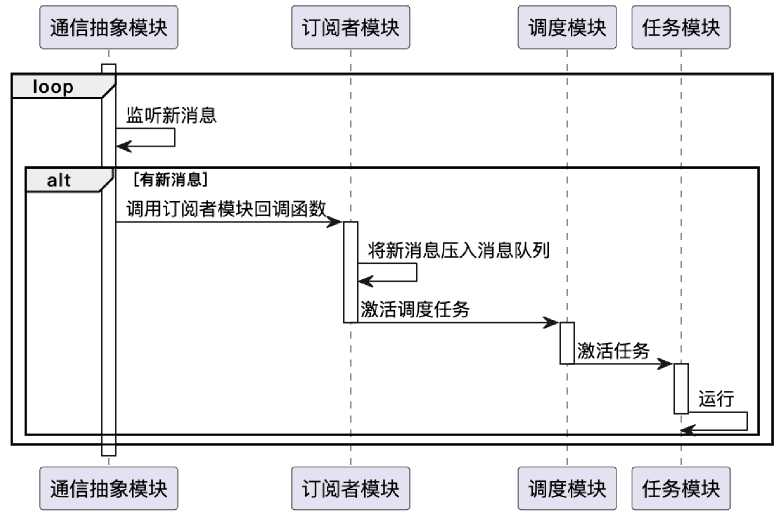 通信抽象模块 订阅者模块 调度模块 任务模块
loop
监听新消息
alt [有新消息]
调用订阅者模块回调函数
将新消息压入消息队列
激活调度任务
激活任务
运行
通信抽象模块 订阅者模块 调度模块 任务模块